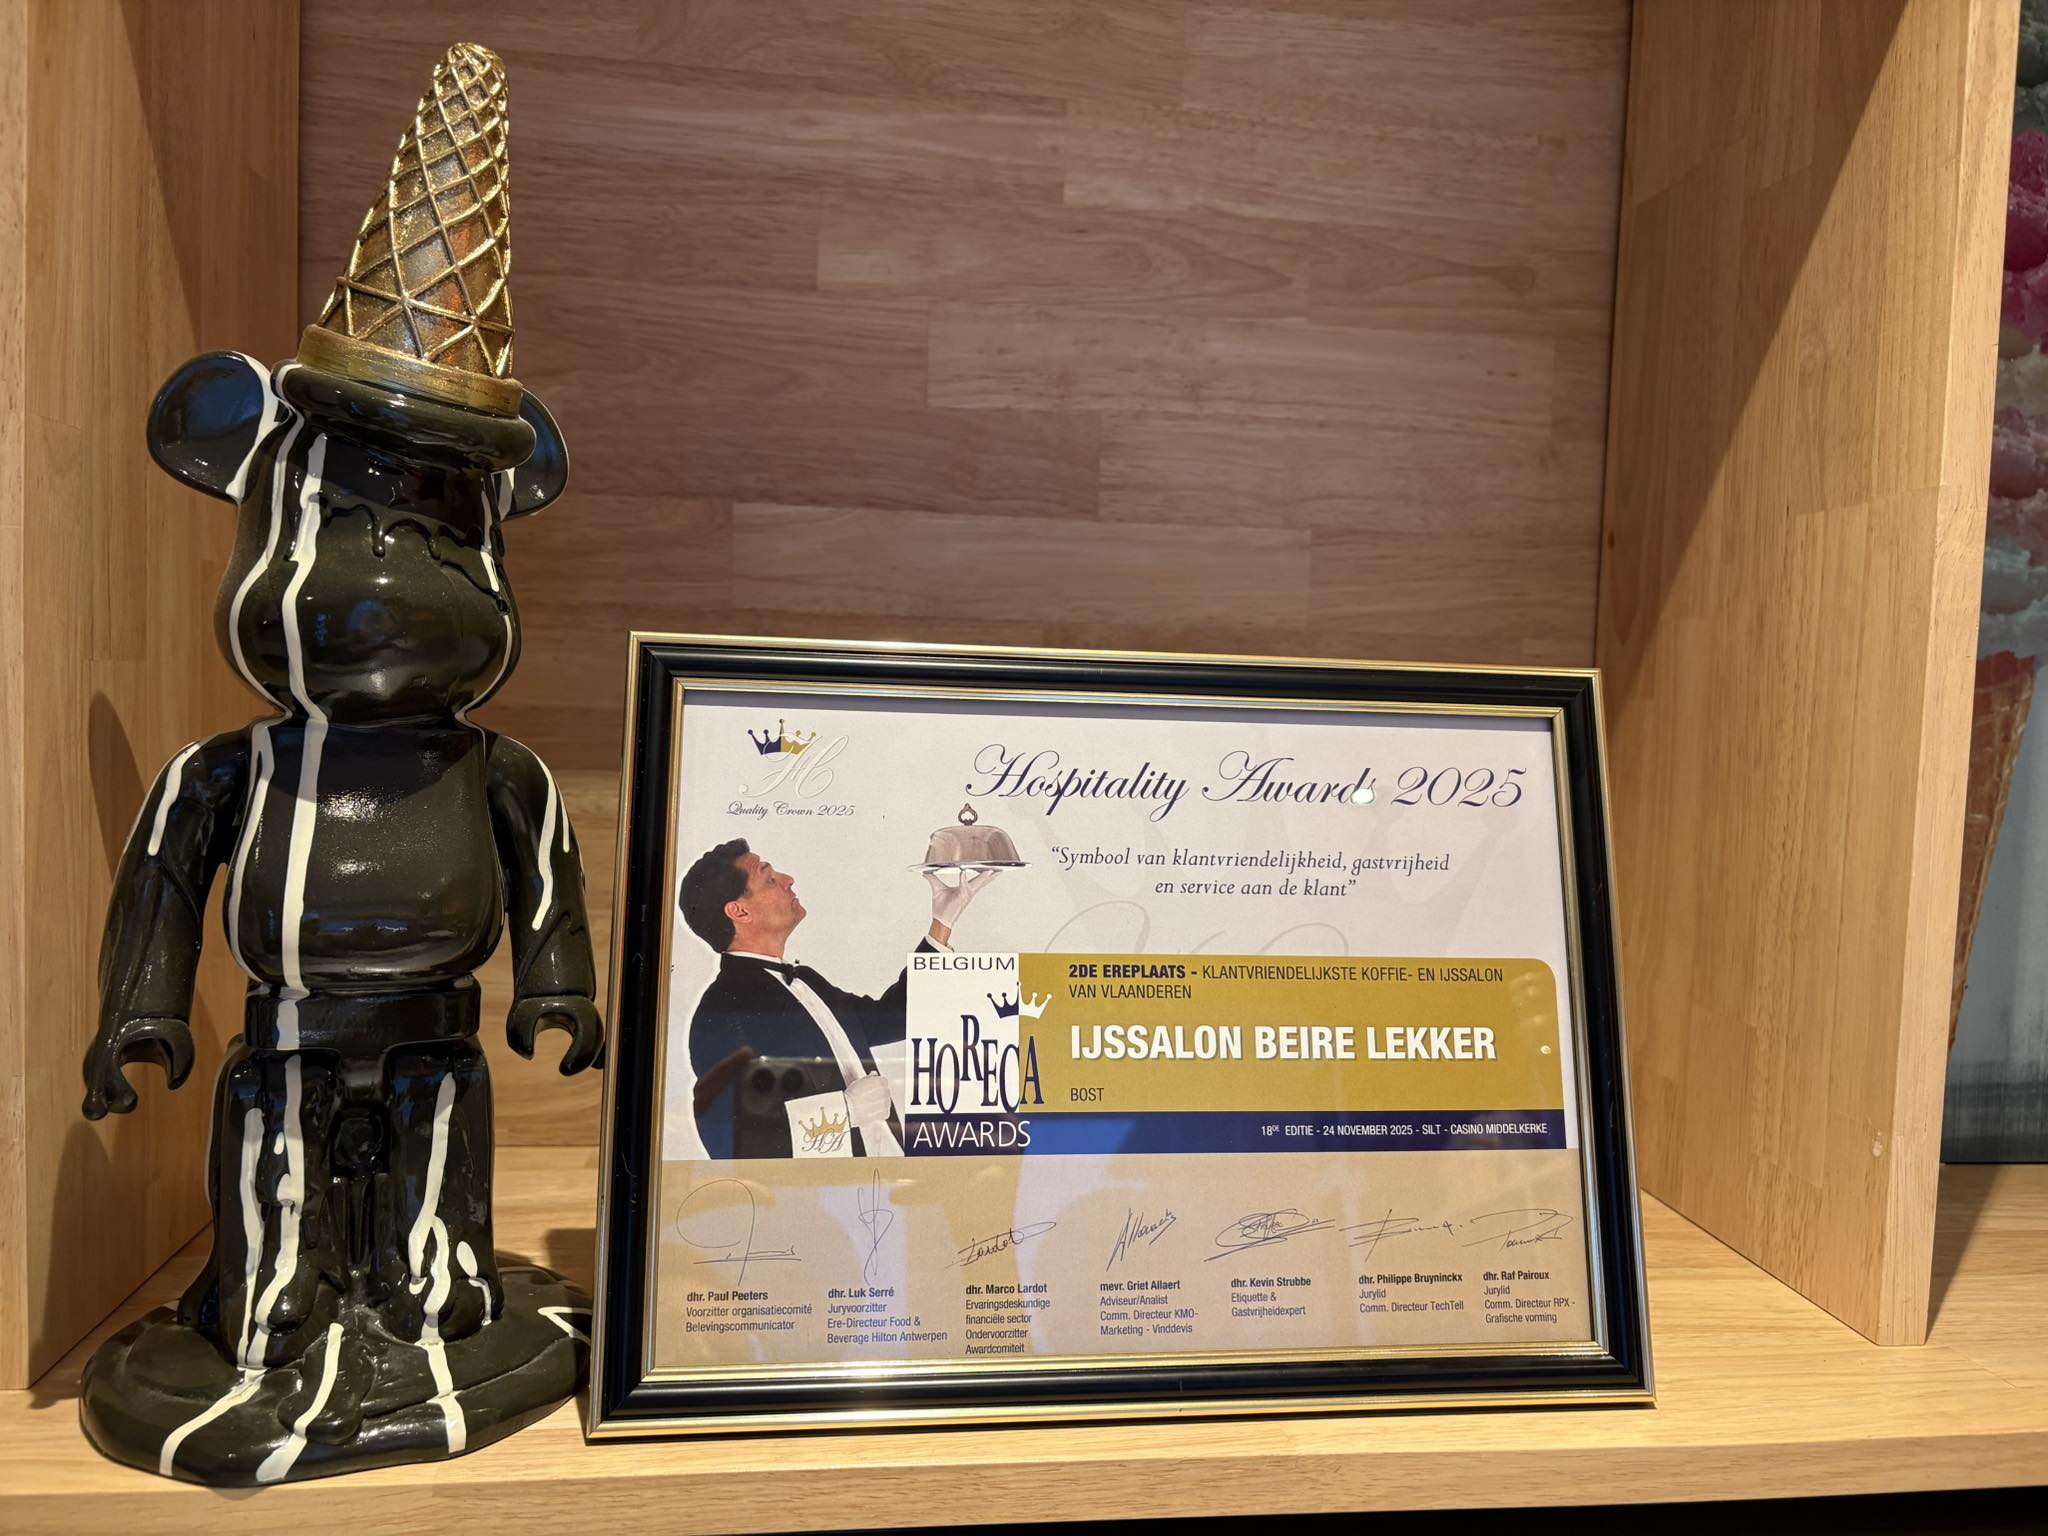 Quality Crown 2025
Hospitality Awards 2025
"Symbool van klantvriendelijkheid, gastvrijheid
en service aan de klant"
BELGIUM
HORECA
AWARDS
2DE EREPLAATS - KLANTVRIENDELIJKSTE KOFFIE- EN IJSSALON
VAN VLAANDEREN
IJSSALON BEIRE LEKKER
BOST
18DE EDITIE - 24 NOVEMBER 2025 - SILT - CASINO MIDDELKERKE
HA
dhr. Paul Peeters
Voorzitter organisatiecomité
Belevingscommunicator
dhr. Luk Serré
Juryvoorzitter
Ere-Directeur Food &
Beverage Hilton Antwerpen
dhr. Marco Lardot
Ervaringsdeskundige
financiële sector
Ondervoorzitter
Awardcomiteit
mevr. Griet Allaert
Adviseur/Analist
Comm. Directeur KMO-
Marketing - Vinddevis
dhr. Kevin Strubbe
Etiquette &
Gastvrijheidexpert
dhr. Philippe Bruyninckx
Jurylid
Comm. Directeur TechTell
dhr. Raf Pairoux
Jurylid
Comm. Directeur RPX -
Grafische vorming